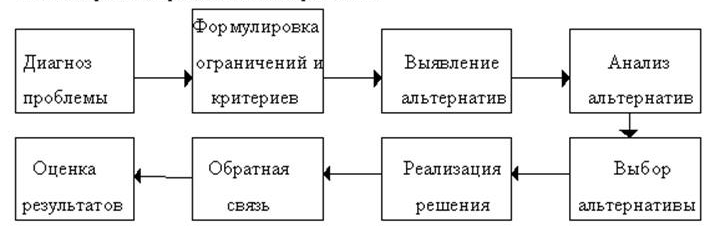 Диагноз
проблемы
Формулировка
ограничений и
критериев
Выявление
альтернатив
Анализ
альтернатив
Выбор
альтернативы
Реализация
решения
Обратная
связь
Оценка
результатов